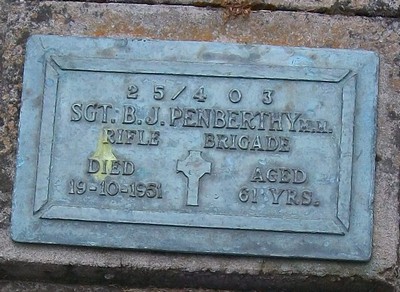 25/403
SGT. B. J. PENBERTHY M.M.
RIFLE BRIGADE
DIED AGED
19-10-1951 61 YRS.